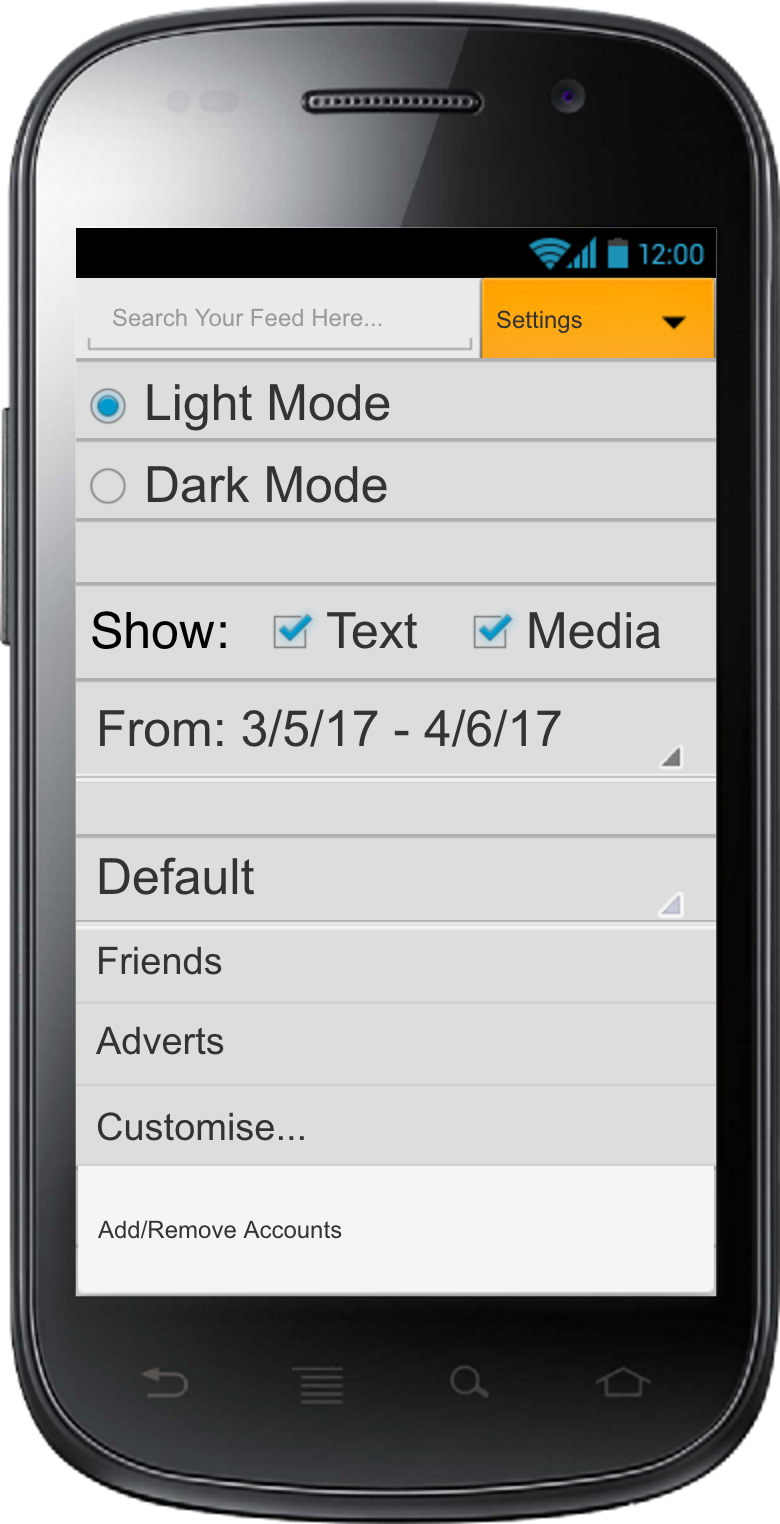 12:00
Search Your Feed Here...
Settings
Light Mode
Dark Mode
Show: Text Media
From: 3/5/17 - 4/6/17
Default
Friends
Adverts
Customise...
Add/Remove Accounts